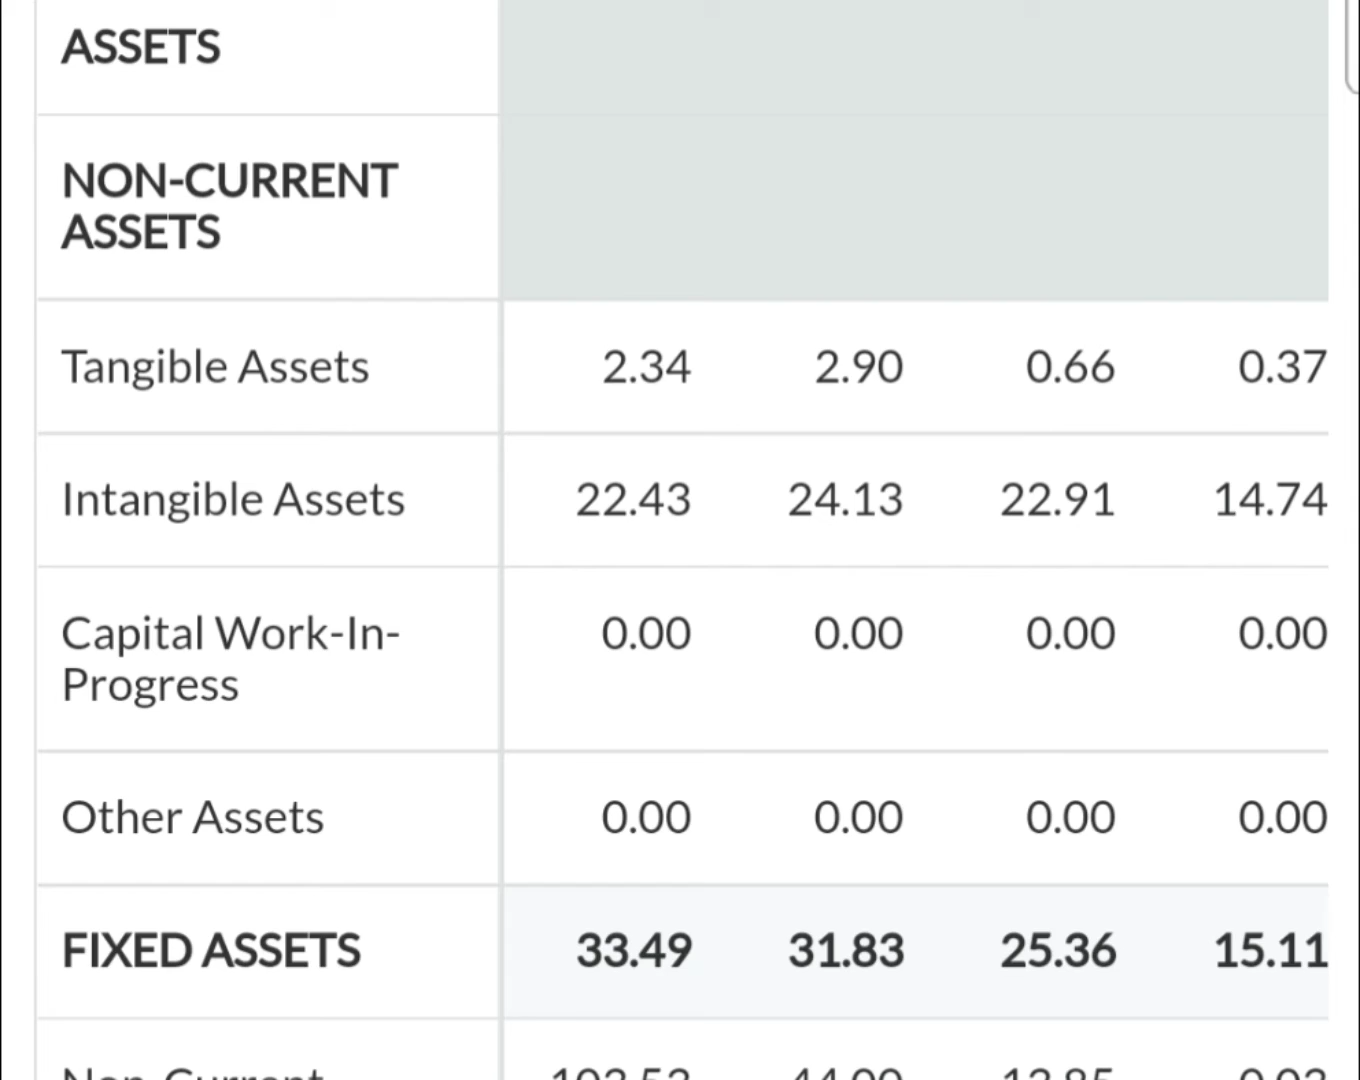 ASSETS
NON-CURRENT
ASSETS
Tangible Assets 2.34 2.90 0.66 0.37
Intangible Assets 22.43 24.13 22.91 14.74
Capital Work-In- 0.00 0.00 0.00 0.00
Progress
Other Assets 0.00 0.00 0.00 0.00
FIXED ASSETS 33.49 31.83 25.36 15.11
Non-Current